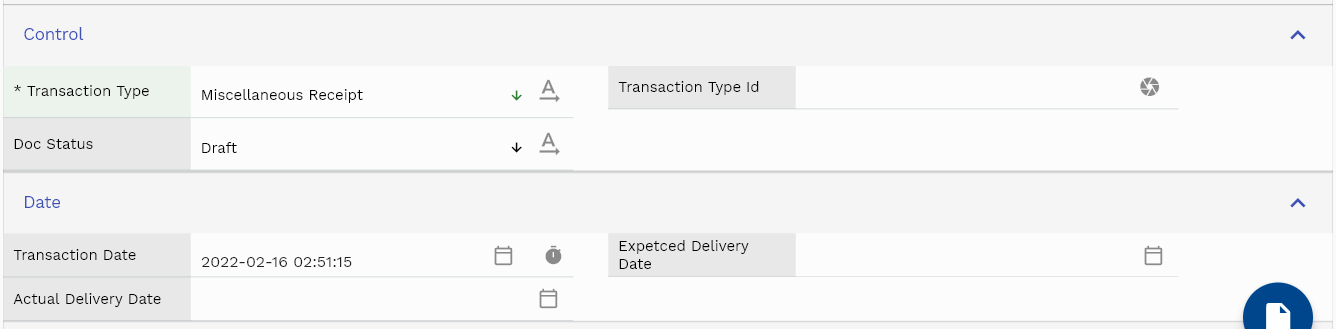 Control
* Transaction Type
Miscellaneous Receipt
Transaction Type Id
Doc Status
Draft
Date
Transaction Date
2022-02-16 02:51:15
Expetced Delivery
Date
Actual Delivery Date